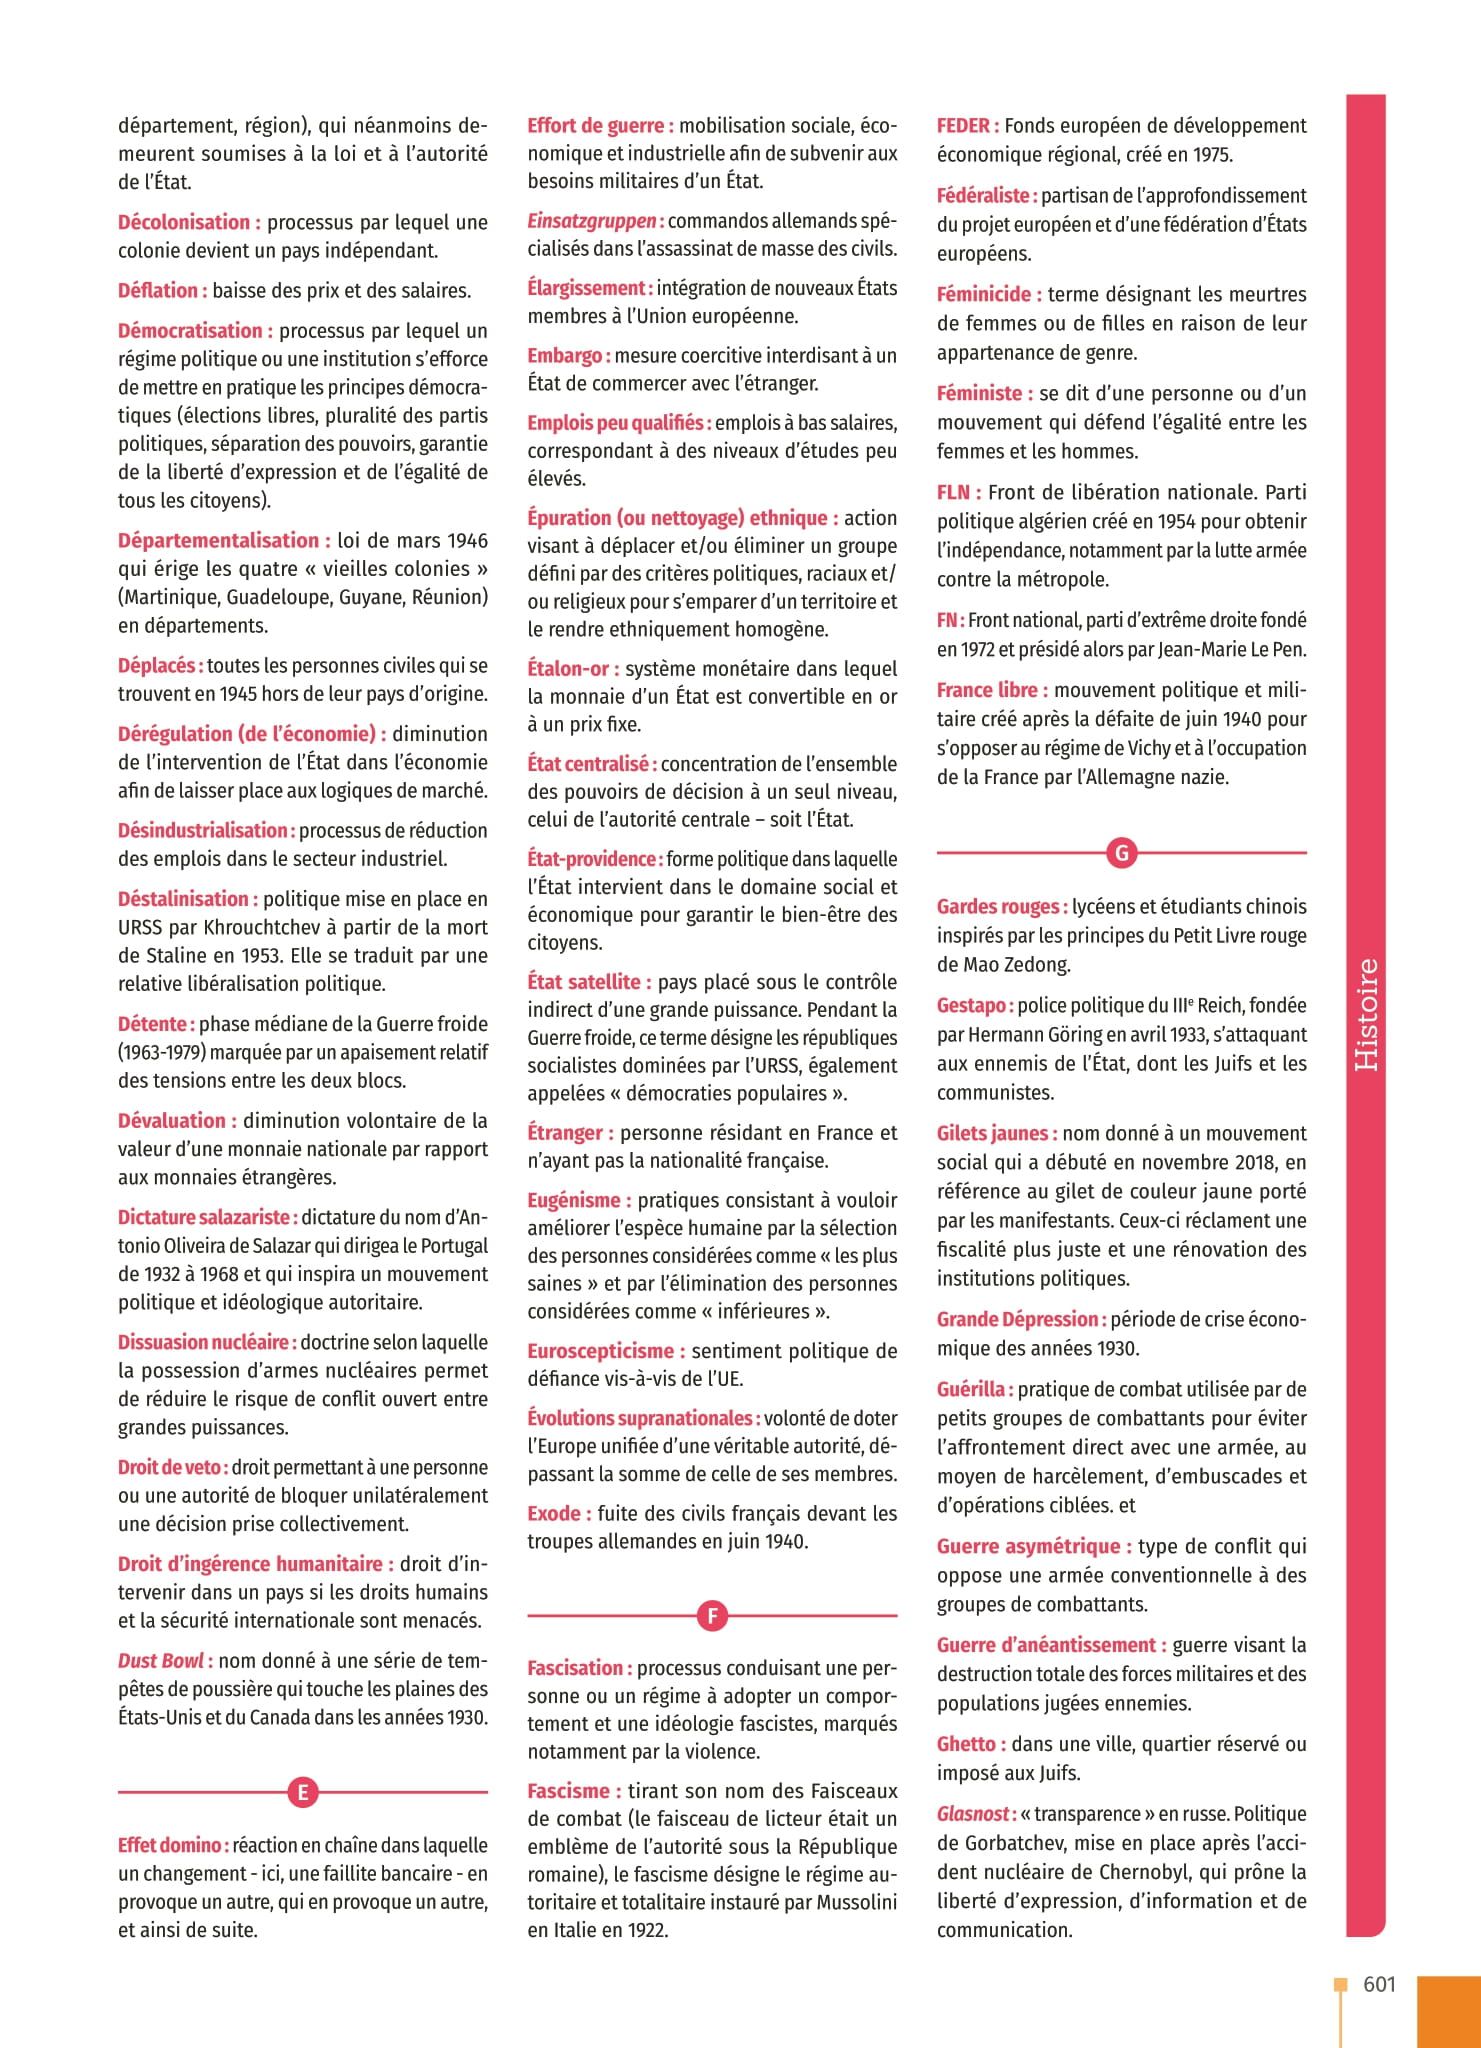 département, région), qui néanmoins de-
meurent soumises à la loi et à l’autorité
de l’État.
Décolonisation : processus par lequel une
colonie devient un pays indépendant.
Déflation : baisse des prix et des salaires.
Démocratisation : processus par lequel un
régime politique ou une institution s’efforce
de mettre en pratique les principes démocra-
tiques (élections libres, pluralité des partis
politiques, séparation des pouvoirs, garantie
de la liberté d’expression et de l’égalité de
tous les citoyens).
Départementalisation : loi de mars 1946
qui érige les quatre « vieilles colonies »
(Martinique, Guadeloupe, Guyane, Réunion)
en départements.
Déplacés : toutes les personnes civiles qui se
trouvent en 1945 hors de leur pays d’origine.
Dérégulation (de l’économie) : diminution
de l’intervention de l’État dans l’économie
afin de laisser place aux logiques de marché.
Désindustrialisation : processus de réduction
des emplois dans le secteur industriel.
Déstalinisation : politique mise en place en
URSS par Khrouchtchev à partir de la mort
de Staline en 1953. Elle se traduit par une
relative libéralisation politique.
Détente : phase médiane de la Guerre froide
(1963-1979) marquée par un apaisement relatif
des tensions entre les deux blocs.
Dévaluation : diminution volontaire de la
valeur d’une monnaie nationale par rapport
aux monnaies étrangères.
Dictature salazariste : dictature du nom d’An-
tonio Oliveira de Salazar qui dirigea le Portugal
de 1932 à 1968 et qui inspira un mouvement
politique et idéologique autoritaire.
Dissuasion nucléaire : doctrine selon laquelle
la possession d’armes nucléaires permet
de réduire le risque de conflit ouvert entre
grandes puissances.
Droit de veto : droit permettant à une personne
ou une autorité de bloquer unilatéralement
une décision prise collectivement.
Droit d’ingérence humanitaire : droit d’in-
tervenir dans un pays si les droits humains
et la sécurité internationale sont menacés.
Dust Bowl : nom donné à une série de tem-
pêtes de poussière qui touche les plaines des
États-Unis et du Canada dans les années 1930.
E
Effet domino : réaction en chaîne dans laquelle
un changement - ici, une faillite bancaire - en
provoque un autre, qui en provoque un autre,
et ainsi de suite.
Effort de guerre : mobilisation sociale, éco-
nomique et industrielle afin de subvenir aux
besoins militaires d’un État.
Einsatzgruppen : commandos allemands spé-
cialisés dans l’assassinat de masse des civils.
Élargissement : intégration de nouveaux États
membres à l’Union européenne.
Embargo : mesure coercitive interdisant à un
État de commercer avec l’étranger.
Emplois peu qualifiés : emplois à bas salaires,
correspondant à des niveaux d’études peu
élevés.
Épuration (ou nettoyage) ethnique : action
visant à déplacer et/ou éliminer un groupe
défini par des critères politiques, raciaux et/
ou religieux pour s’emparer d’un territoire et
le rendre ethniquement homogène.
Étalon-or : système monétaire dans lequel
la monnaie d’un État est convertible en or
à un prix fixe.
État centralisé : concentration de l’ensemble
des pouvoirs de décision à un seul niveau,
celui de l’autorité centrale – soit l’État.
État-providence : forme politique dans laquelle
l’État intervient dans le domaine social et
économique pour garantir le bien-être des
citoyens.
État satellite : pays placé sous le contrôle
indirect d’une grande puissance. Pendant la
Guerre froide, ce terme désigne les républiques
socialistes dominées par l’URSS, également
appelées « démocraties populaires ».
Étranger : personne résidant en France et
n’ayant pas la nationalité française.
Eugénisme : pratiques consistant à vouloir
améliorer l’espèce humaine par la sélection
des personnes considérées comme « les plus
saines » et par l’élimination des personnes
considérées comme « inférieures ».
Euroscepticisme : sentiment politique de
défiance vis-à-vis de l’UE.
Évolutions supranationales : volonté de doter
l’Europe unifiée d’une véritable autorité, dé-
passant la somme de celle de ses membres.
Exode : fuite des civils français devant les
troupes allemandes en juin 1940.
F
Fascisation : processus conduisant une per-
sonne ou un régime à adopter un compor-
tement et une idéologie fascistes, marqués
notamment par la violence.
Fascisme : tirant son nom des Faisceaux
de combat (le faisceau de licteur était un
emblème de l’autorité sous la République
romaine), le fascisme désigne le régime au-
toritaire et totalitaire instauré par Mussolini
en Italie en 1922.
FEDER : Fonds européen de développement
économique régional, créé en 1975.
Fédéraliste : partisan de l’approfondissement
du projet européen et d’une fédération d’États
européens.
Féminicide : terme désignant les meurtres
de femmes ou de filles en raison de leur
appartenance de genre.
Féministe : se dit d’une personne ou d’un
mouvement qui défend l’égalité entre les
femmes et les hommes.
FLN : Front de libération nationale. Parti
politique algérien créé en 1954 pour obtenir
l’indépendance, notamment par la lutte armée
contre la métropole.
FN : Front national, parti d’extrême droite fondé
en 1972 et présidé alors par Jean-Marie Le Pen.
France libre : mouvement politique et mili-
taire créé après la défaite de juin 1940 pour
s’opposer au régime de Vichy et à l’occupation
de la France par l’Allemagne nazie.
G
Gardes rouges : lycéens et étudiants chinois
inspirés par les principes du Petit Livre rouge
de Mao Zedong.
Gestapo : police politique du IIIe Reich, fondée
par Hermann Göring en avril 1933, s’attaquant
aux ennemis de l’État, dont les Juifs et les
communistes.
Gilets jaunes : nom donné à un mouvement
social qui a débuté en novembre 2018, en
référence au gilet de couleur jaune porté
par les manifestants. Ceux-ci réclament une
fiscalité plus juste et une rénovation des
institutions politiques.
Grande Dépression : période de crise écono-
mique des années 1930.
Guérilla : pratique de combat utilisée par de
petits groupes de combattants pour éviter
l’affrontement direct avec une armée, au
moyen de harcèlement, d’embuscades et
d’opérations ciblées. et
Guerre asymétrique : type de conflit qui
oppose une armée conventionnelle à des
groupes de combattants.
Guerre d’anéantissement : guerre visant la
destruction totale des forces militaires et des
populations jugées ennemies.
Ghetto : dans une ville, quartier réservé ou
imposé aux Juifs.
Glasnost : « transparence » en russe. Politique
de Gorbatchev, mise en place après l’acci-
dent nucléaire de Chernobyl, qui prône la
liberté d’expression, d’information et de
communication.
Histoire
601